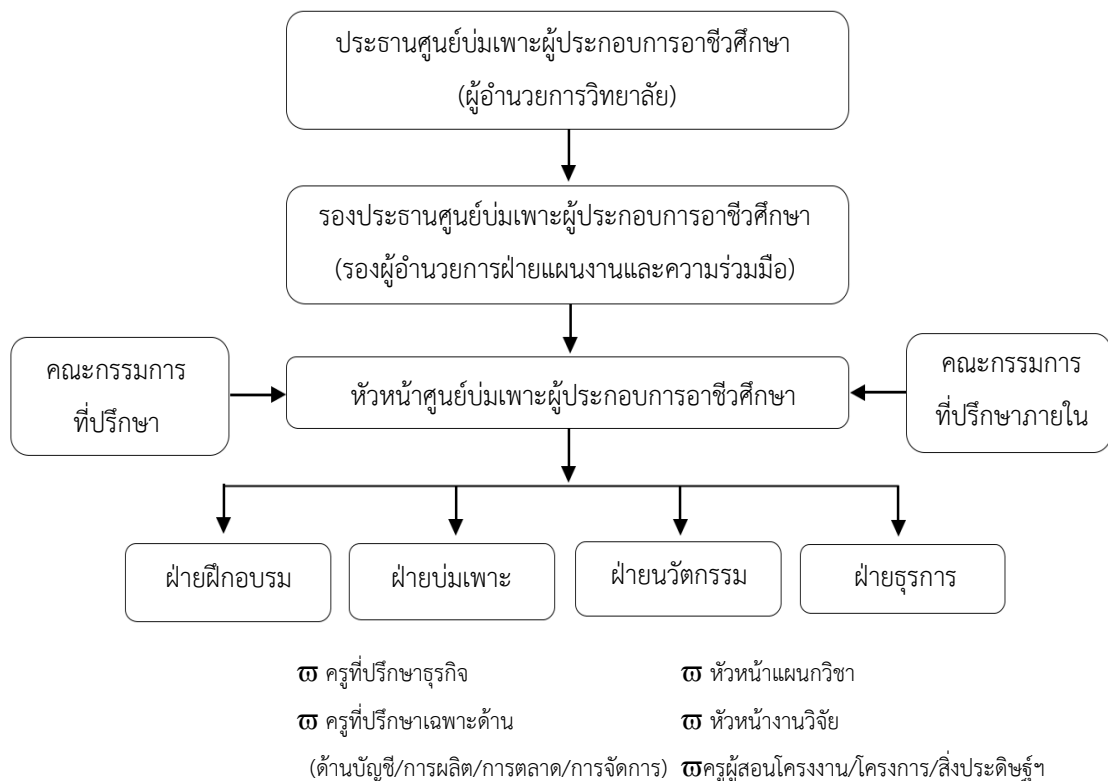 ประธานศูนย์บ่มเพาะผู้ประกอบการอาชีวศึกษา
(ผู้อำนวยการวิทยาลัย)
รองประธานศูนย์บ่มเพาะผู้ประกอบการอาชีวศึกษา
(รองผู้อำนวยการฝ่ายแผนงานและความร่วมมือ)
คณะกรรมการ
ที่ปรึกษา
หัวหน้าศูนย์บ่มเพาะผู้ประกอบการอาชีวศึกษา
คณะกรรมการ
ที่ปรึกษาภายใน
ฝ่ายฝึกอบรม
ฝ่ายบ่มเพาะ
ฝ่ายนวัตกรรม
ฝ่ายธุรการ
ϖ ครูที่ปรึกษาธุรกิจ
ϖ ครูที่ปรึกษาเฉพาะด้าน
(ด้านบัญชี/การผลิต/การตลาด/การจัดการ)
ϖ หัวหน้าแผนกวิชา
ϖ หัวหน้างานวิจัย
ϖครูผู้สอนโครงงาน/โครงการ/สิ่งประดิษฐ์ฯ